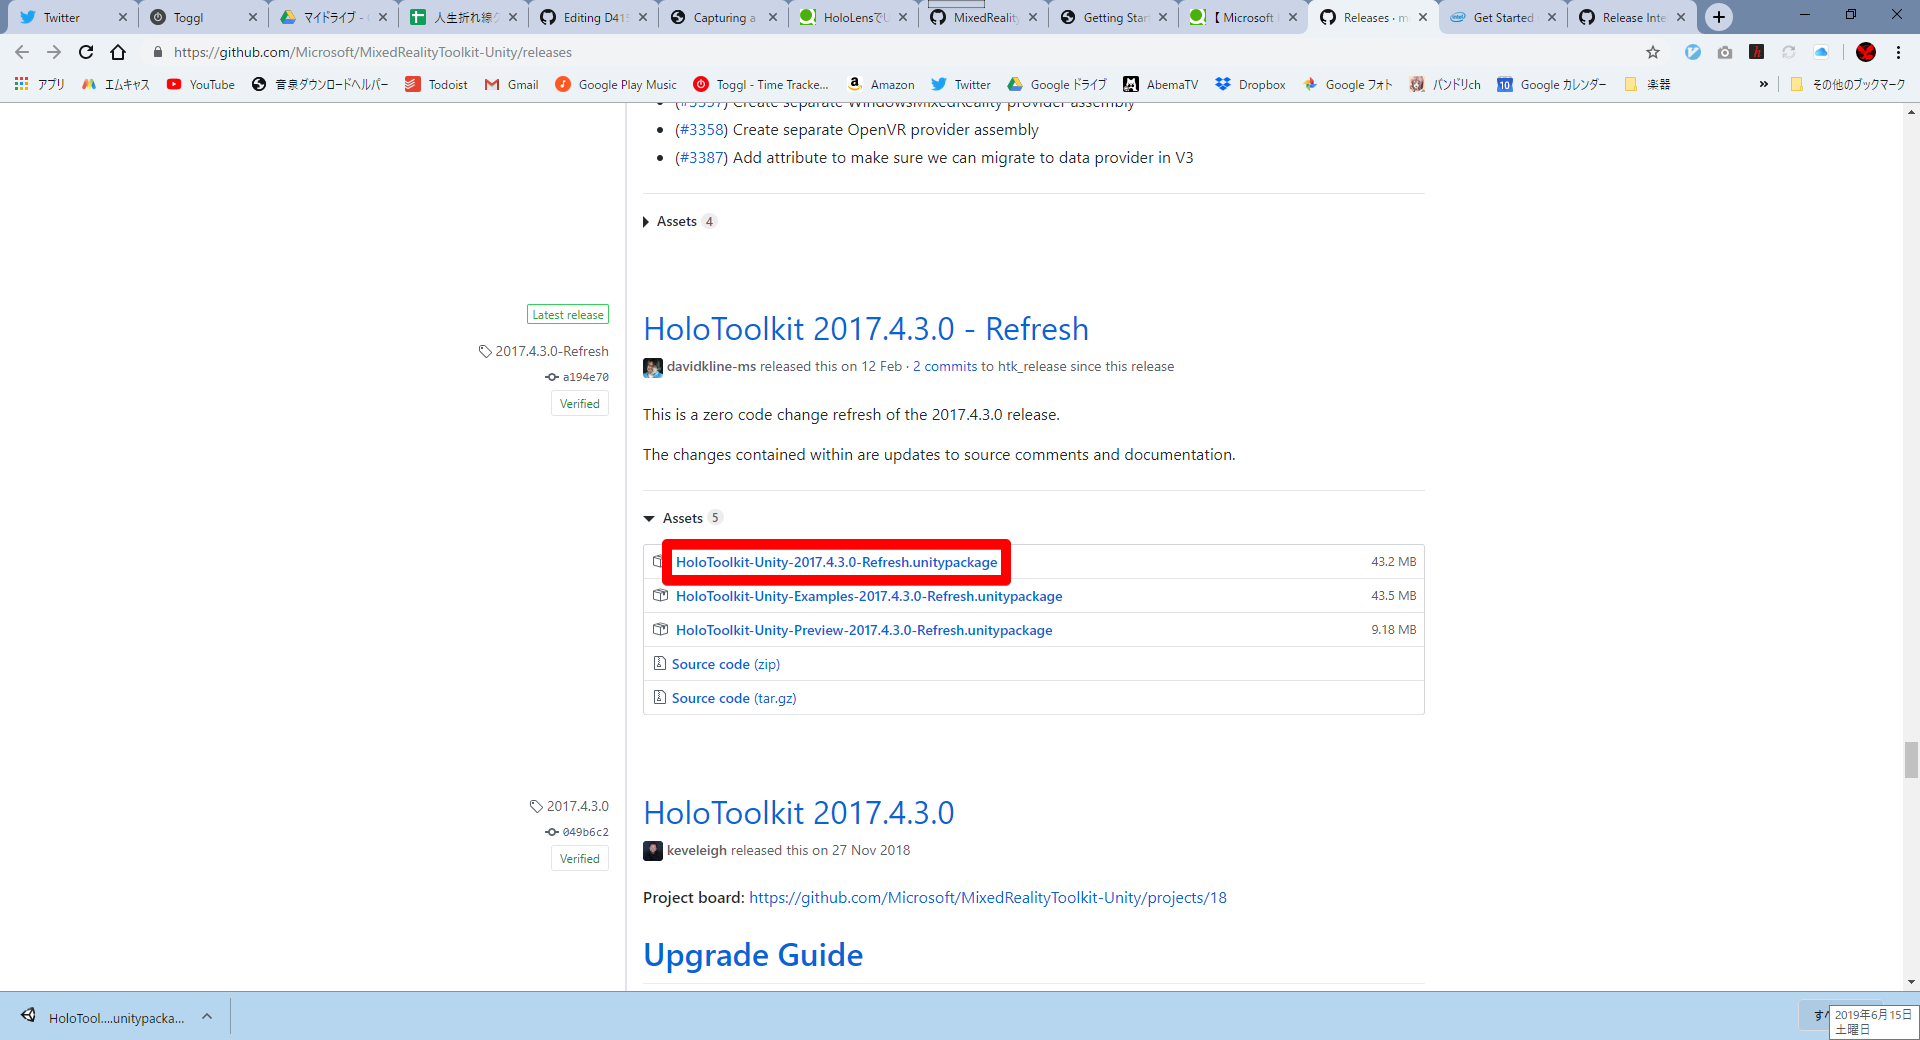 Twitter
Toggl
マイドライブ - G
人生折れ線グ
Editing D415
Capturing a
HoloLensでU
MixedReality
Getting Star
【 Microsoft
Releases · m
Get Started
Release Inte
https://github.com/Microsoft/MixedRealityToolkit-Unity/releases
アプリ
エムキャス
YouTube
音泉ダウンロードヘルパー
Todoist
Gmail
Google Play Music
Toggl - Time Tracke...
Amazon
Twitter
Google ドライブ
AbemaTV
Dropbox
Google フォト
バンドリch
10 Google カレンダー
楽器
»
その他のブックマーク
(#3357) Create separate WindowsMixedReality provider assembly
(#3358) Create separate OpenVR provider assembly
(#3387) Add attribute to make sure we can migrate to data provider in V3
Assets 4
Latest release
2017.4.3.0-Refresh
a194e70
Verified
HoloToolkit 2017.4.3.0 - Refresh
davidkline-ms released this on 12 Feb · 2 commits to htk_release since this release
This is a zero code change refresh of the 2017.4.3.0 release.
The changes contained within are updates to source comments and documentation.
Assets 5
HoloToolkit-Unity-2017.4.3.0-Refresh.unitypackage 43.2 MB
HoloToolkit-Unity-Examples-2017.4.3.0-Refresh.unitypackage 43.5 MB
HoloToolkit-Unity-Preview-2017.4.3.0-Refresh.unitypackage 9.18 MB
Source code (zip)
Source code (tar.gz)
2017.4.3.0
049b6c2
Verified
HoloToolkit 2017.4.3.0
keveleigh released this on 27 Nov 2018
Project board: https://github.com/Microsoft/MixedRealityToolkit-Unity/projects/18
Upgrade Guide
HoloTool....unitypacka...
2019年6月15日
土曜日